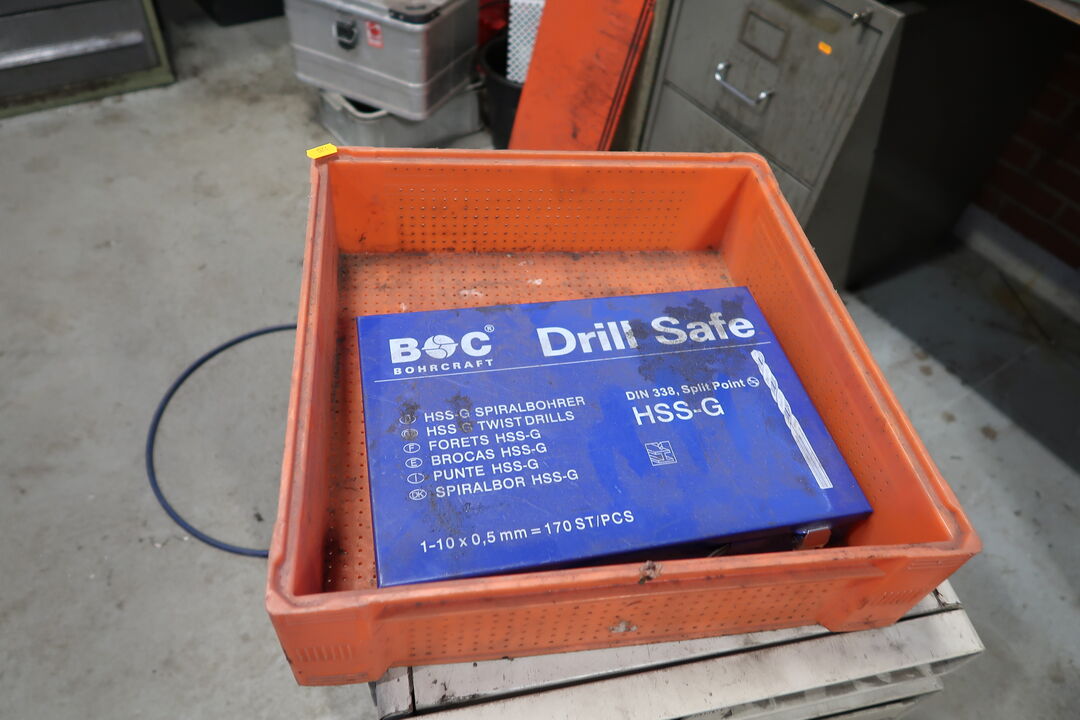 BOC®
BOHRCRAFT
Drill Safe
DIN 338, Split Point
HSS-G
HSS-G SPIRALBOHRER
HSS-G TWIST DRILLS
F FORETS HSS-G
E BROCAS HSS-G
I PUNTE HSS-G
DK SPIRALBOR HSS-G
1-10 x 0,5 mm = 170 ST/PCS